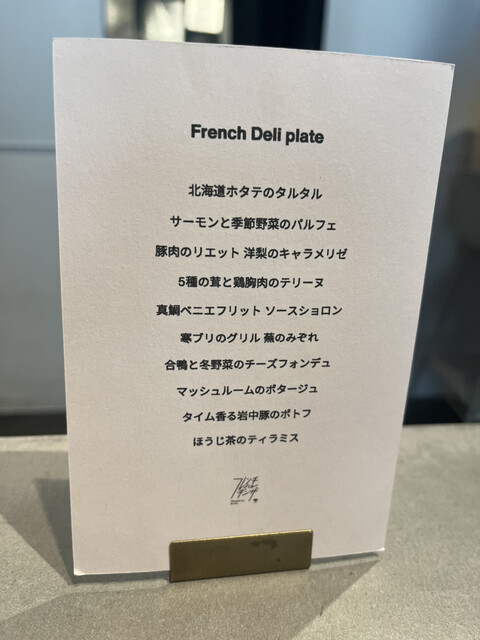 French Deli plate
北海道ホタテのタルタル
サーモンと季節野菜のパルフェ
豚肉のリエット 洋梨のキャラメリゼ
5種の茸と鶏胸肉のテリーヌ
真鯛ベニエフリット ソースショロン
寒ブリのグリル 蕪のみぞれ
合鴨と冬野菜のチーズフォンデュ
マッシュルームのポタージュ
タイム香る岩中豚のポトフ
ほうじ茶のティラミス